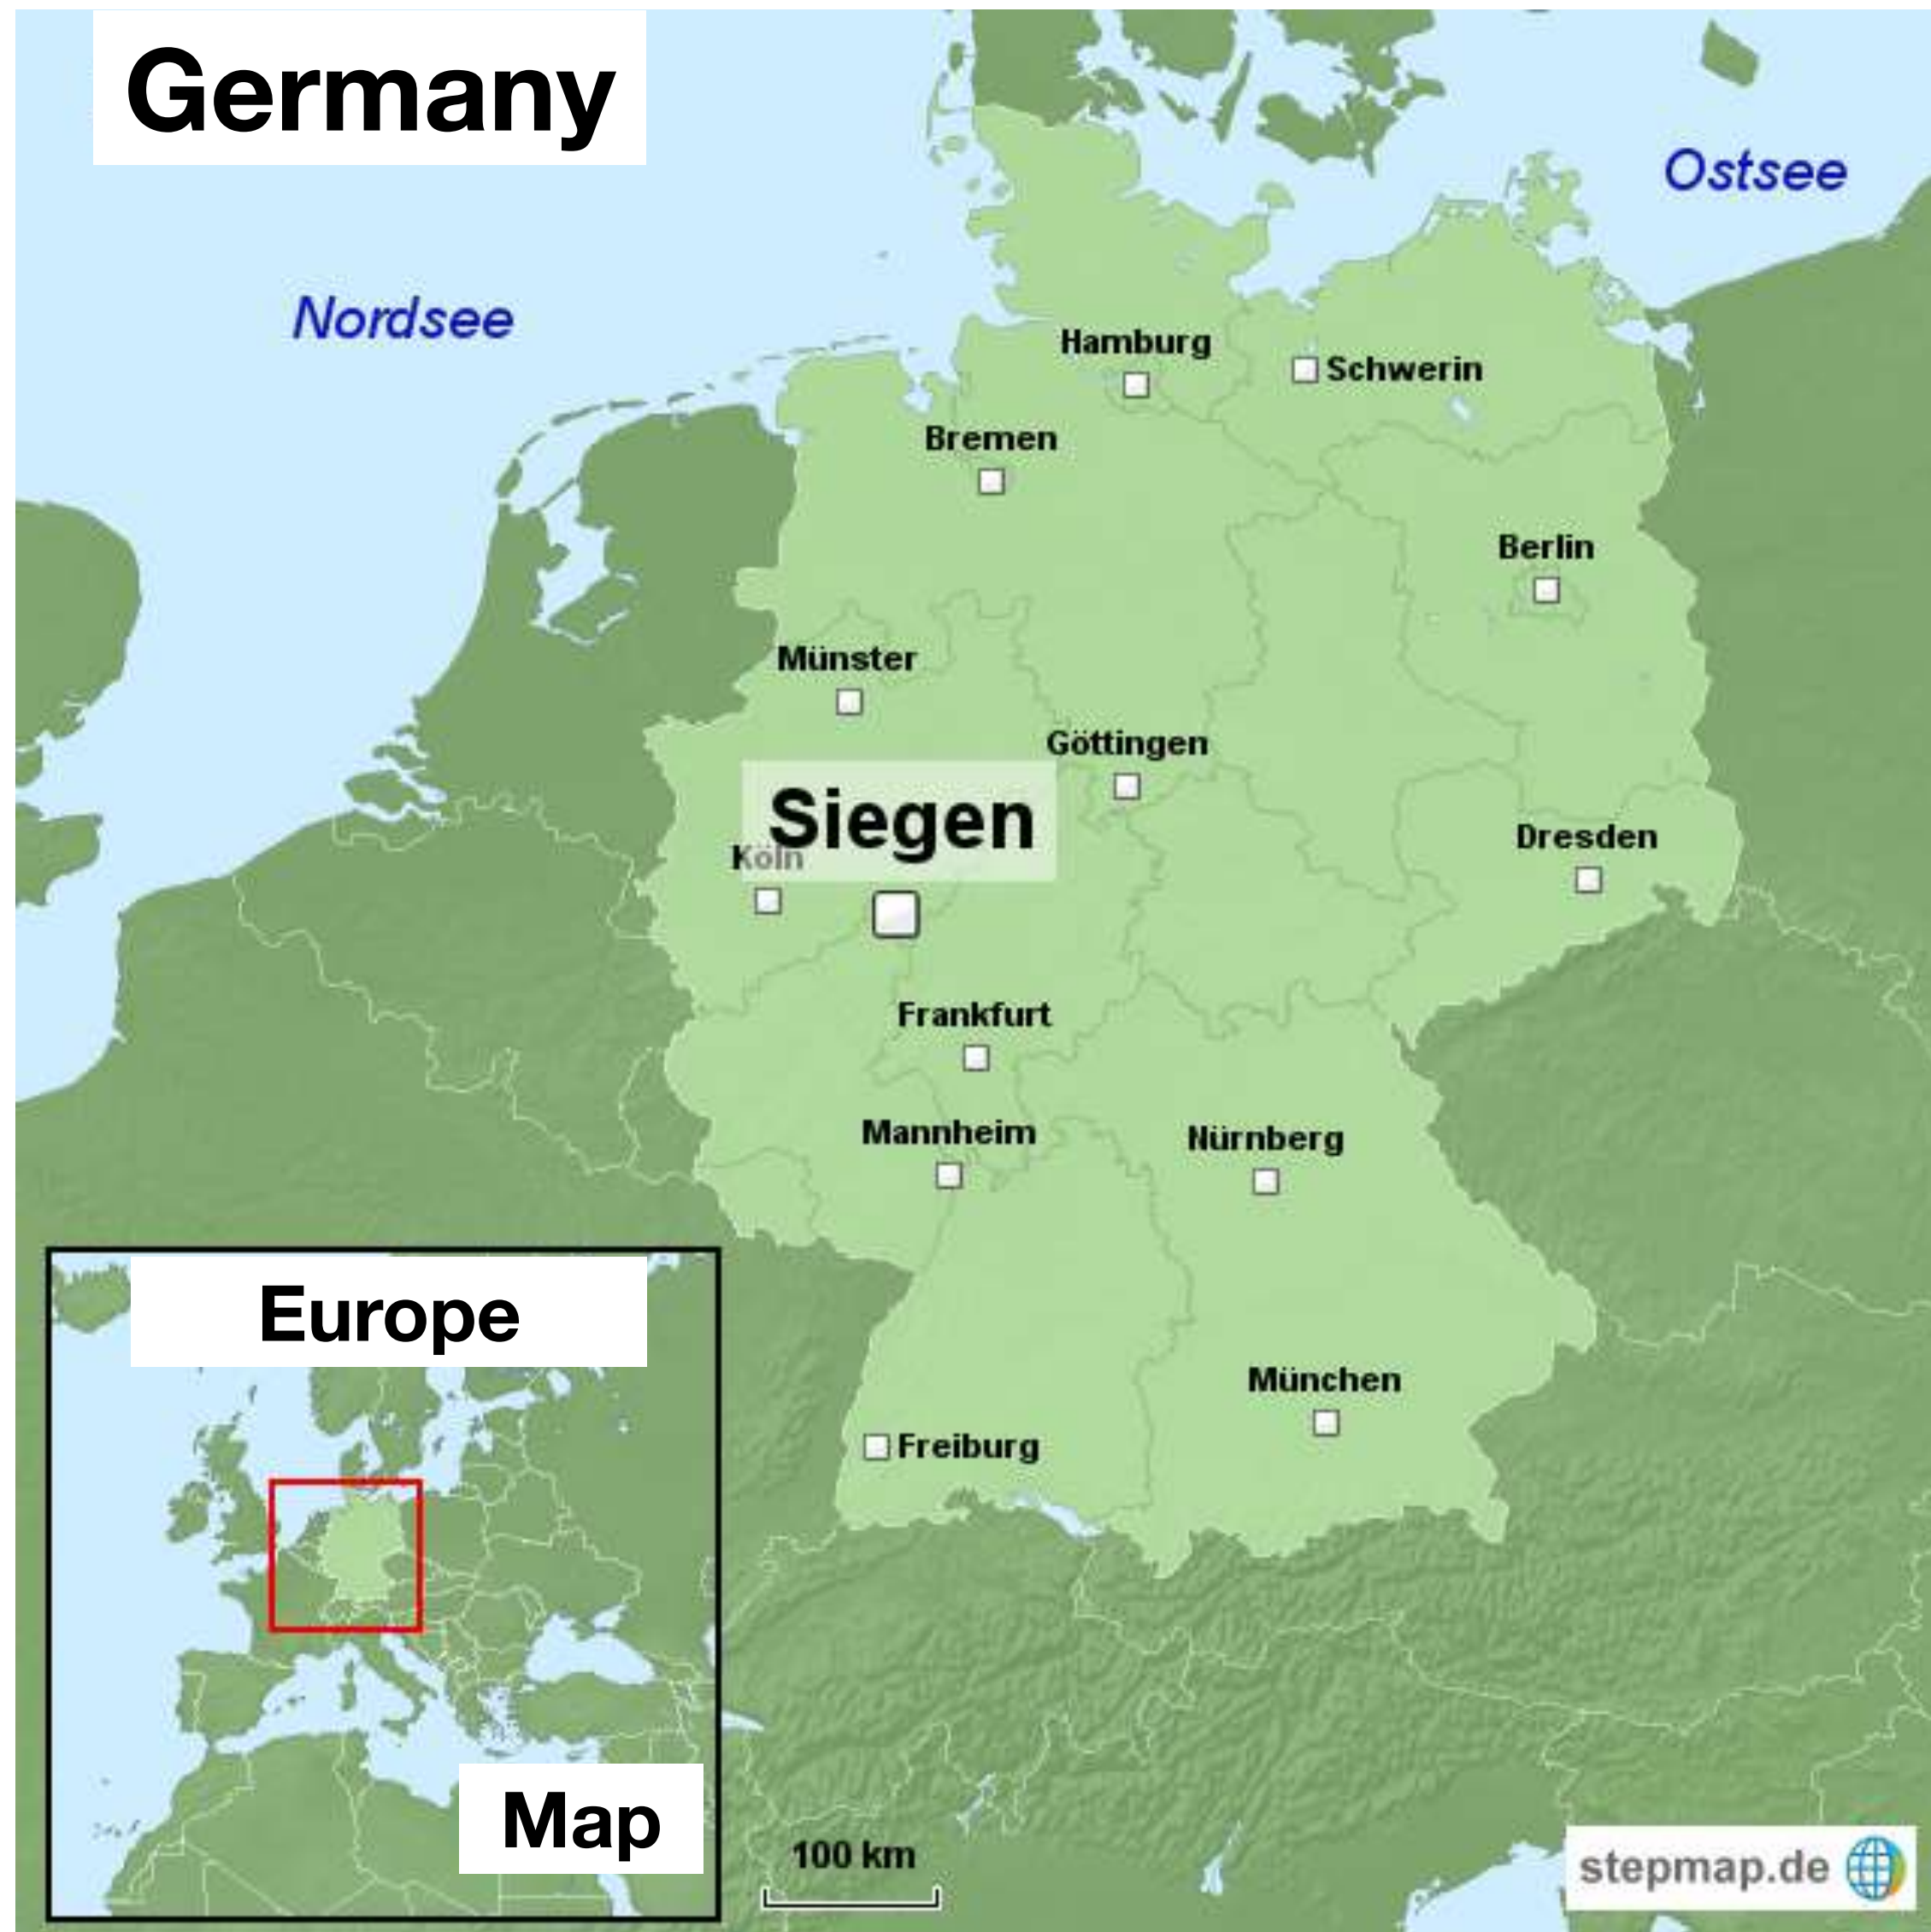 Germany
Ostsee
Nordsee
Hamburg
Schwerin
Bremen
Berlin
Münster
Göttingen
Siegen
Köln
Dresden
Frankfurt
Mannheim
Nürnberg
Europe
München
Freiburg
Map
100 km
stepmap.de